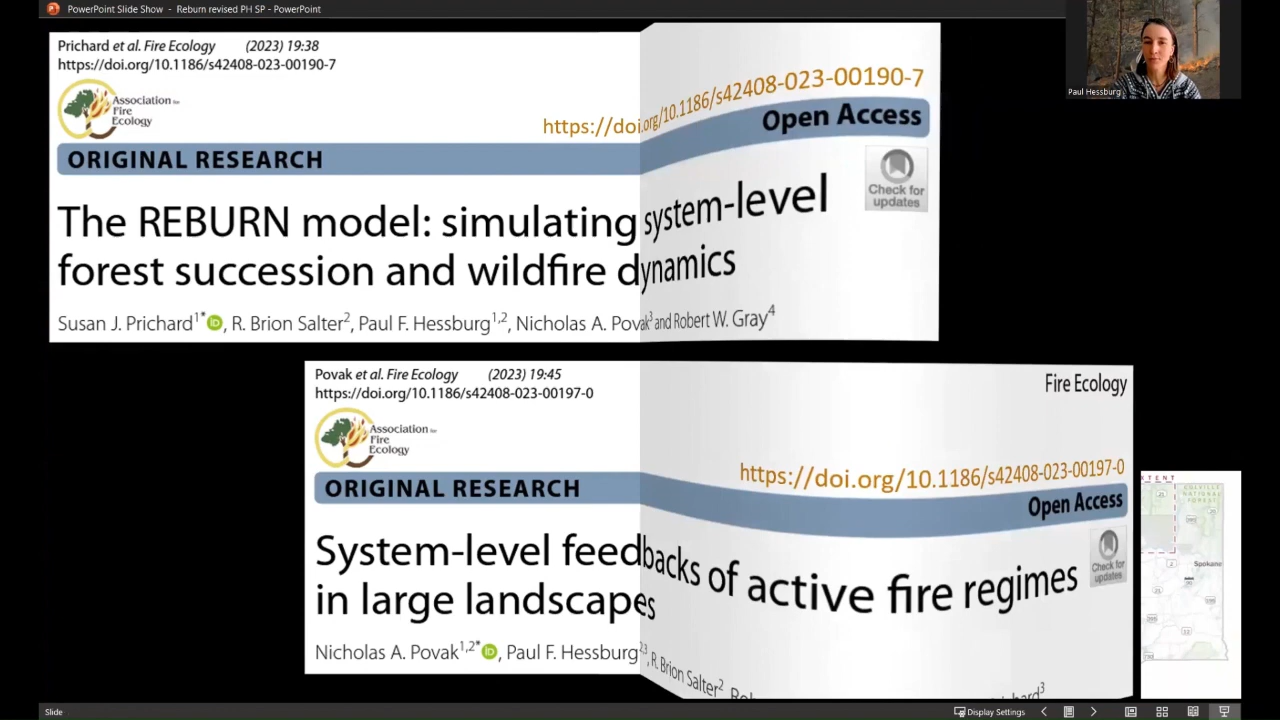 PowerPoint Slide Show - Reburn revised PH SP - PowerPoint
Prichard et al. Fire Ecology (2023) 19:38
https://doi.org/10.1186/s42408-023-00190-7
Association for
Fire
Ecology
https://doi.org/10.1186/s42408-023-00190-7
ORIGINAL RESEARCH
Open Access
Check for
updates
The REBURN model: simulating system-level
forest succession and wildfire dynamics
Susan J. Prichard1* iD, R. Brion Salter2, Paul F. Hessburg1,2, Nicholas A. Povak3 and Robert W. Gray4
Paul Hessburg
Povak et al. Fire Ecology (2023) 19:45
https://doi.org/10.1186/s42408-023-00197-0
Fire Ecology
Association for
Fire
Ecology
https://doi.org/10.1186/s42408-023-00197-0
ORIGINAL RESEARCH
Open Access
Check for
updates
System-level feedbacks of active fire regimes
in large landscapes
Nicholas A. Povak1,2* iD, Paul F. Hessburg2,3, R. Brion Salter2
TENT
COLVILLE
NATIONAL
FOREST
Spokane
Slide
Display Settings